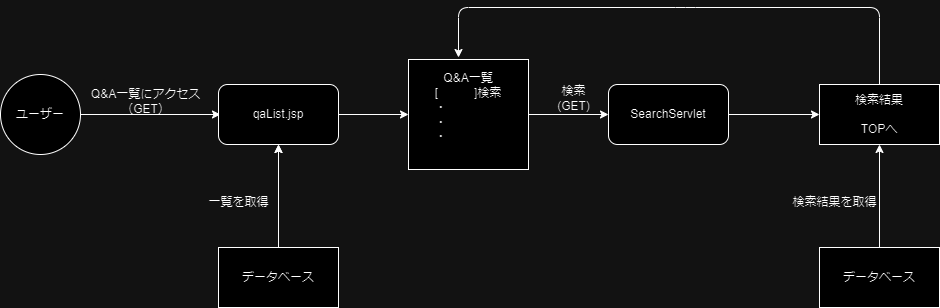 ユーザー
Q&A一覧にアクセス
（GET）
qaList.jsp
Q&A一覧
[　　　]検索
・
・
・
検索
(GET)
SearchServlet
検索結果
TOPへ
一覧を取得
検索結果を取得
データベース
データベース